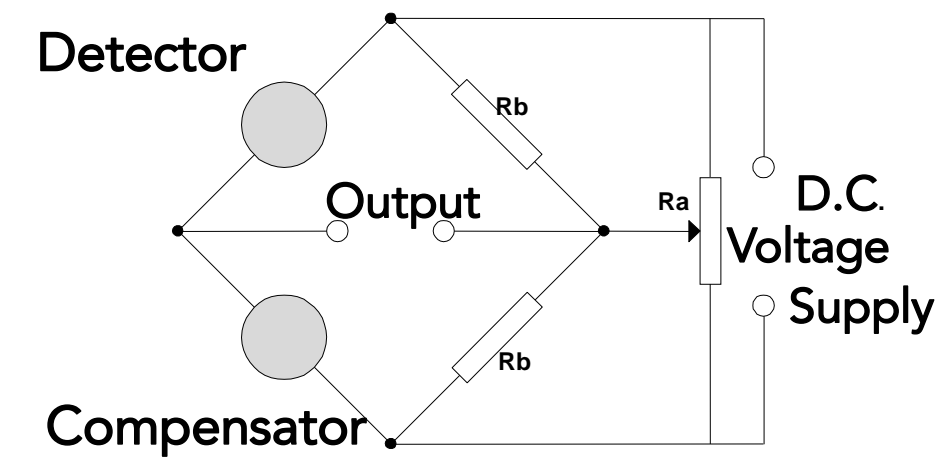 Detector
Rb
Output
Ra
D.C.
Voltage
Supply
Rb
Compensator